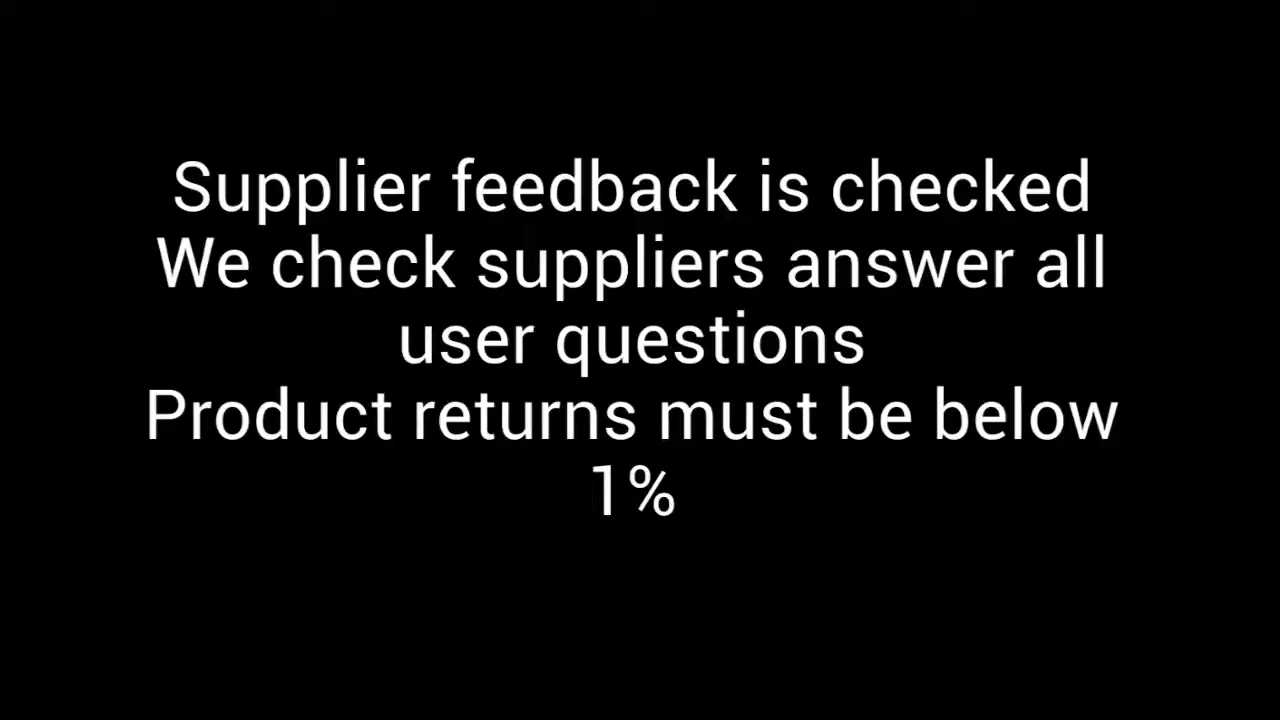 Supplier feedback is checked
We check suppliers answer all
user questions
Product returns must be below
1%